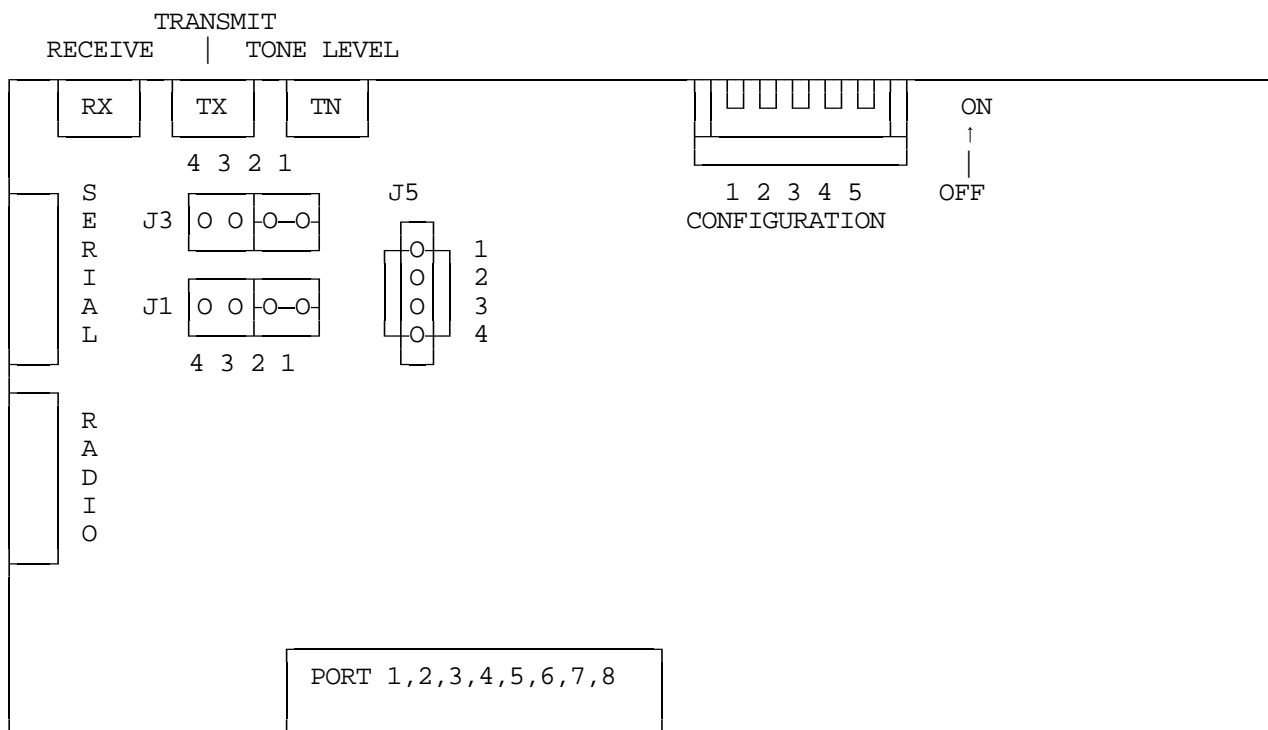 TRANSMIT
RECEIVE | TONE LEVEL
RX TX TN ON
↑
4 3 2 1 |
SERIAL J5 1 2 3 4 5 OFF
J3 O O O—O CONFIGURATION
O 1
O 2
J1 O O O—O O 3
O 4
4 3 2 1
RADIO
PORT 1,2,3,4,5,6,7,8